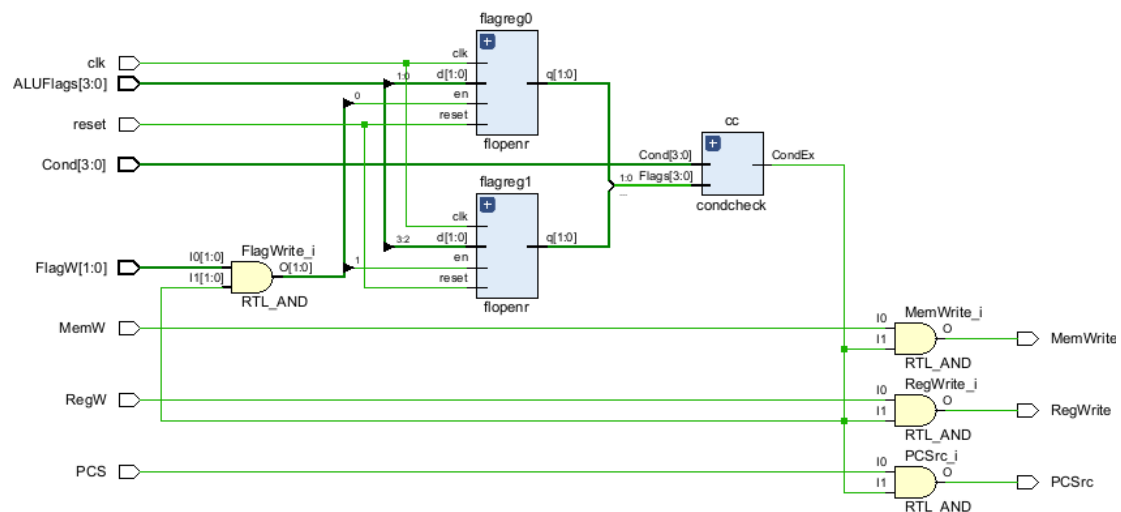 flagreg0
clk
clk
ALUFlags[3:0]
1:0
d[1:0]
q[1:0]
0
en
reset
reset
flopenr
cc
Cond[3:0]
Cond[3:0]
CondEx
1:0
Flags[3:0]
flagreg1
condcheck
clk
3:2
d[1:0]
q[1:0]
FlagWrite_i
FlagW[1:0]
I0[1:0]
O[1:0]
1
en
I1[1:0]
reset
RTL_AND
flopenr
MemWrite_i
MemW
I0
O
I1
MemWrite
RTL_AND
RegWrite_i
RegW
I0
O
I1
RegWrite
RTL_AND
PCSrc_i
PCS
I0
O
I1
PCSrc
RTL_AND